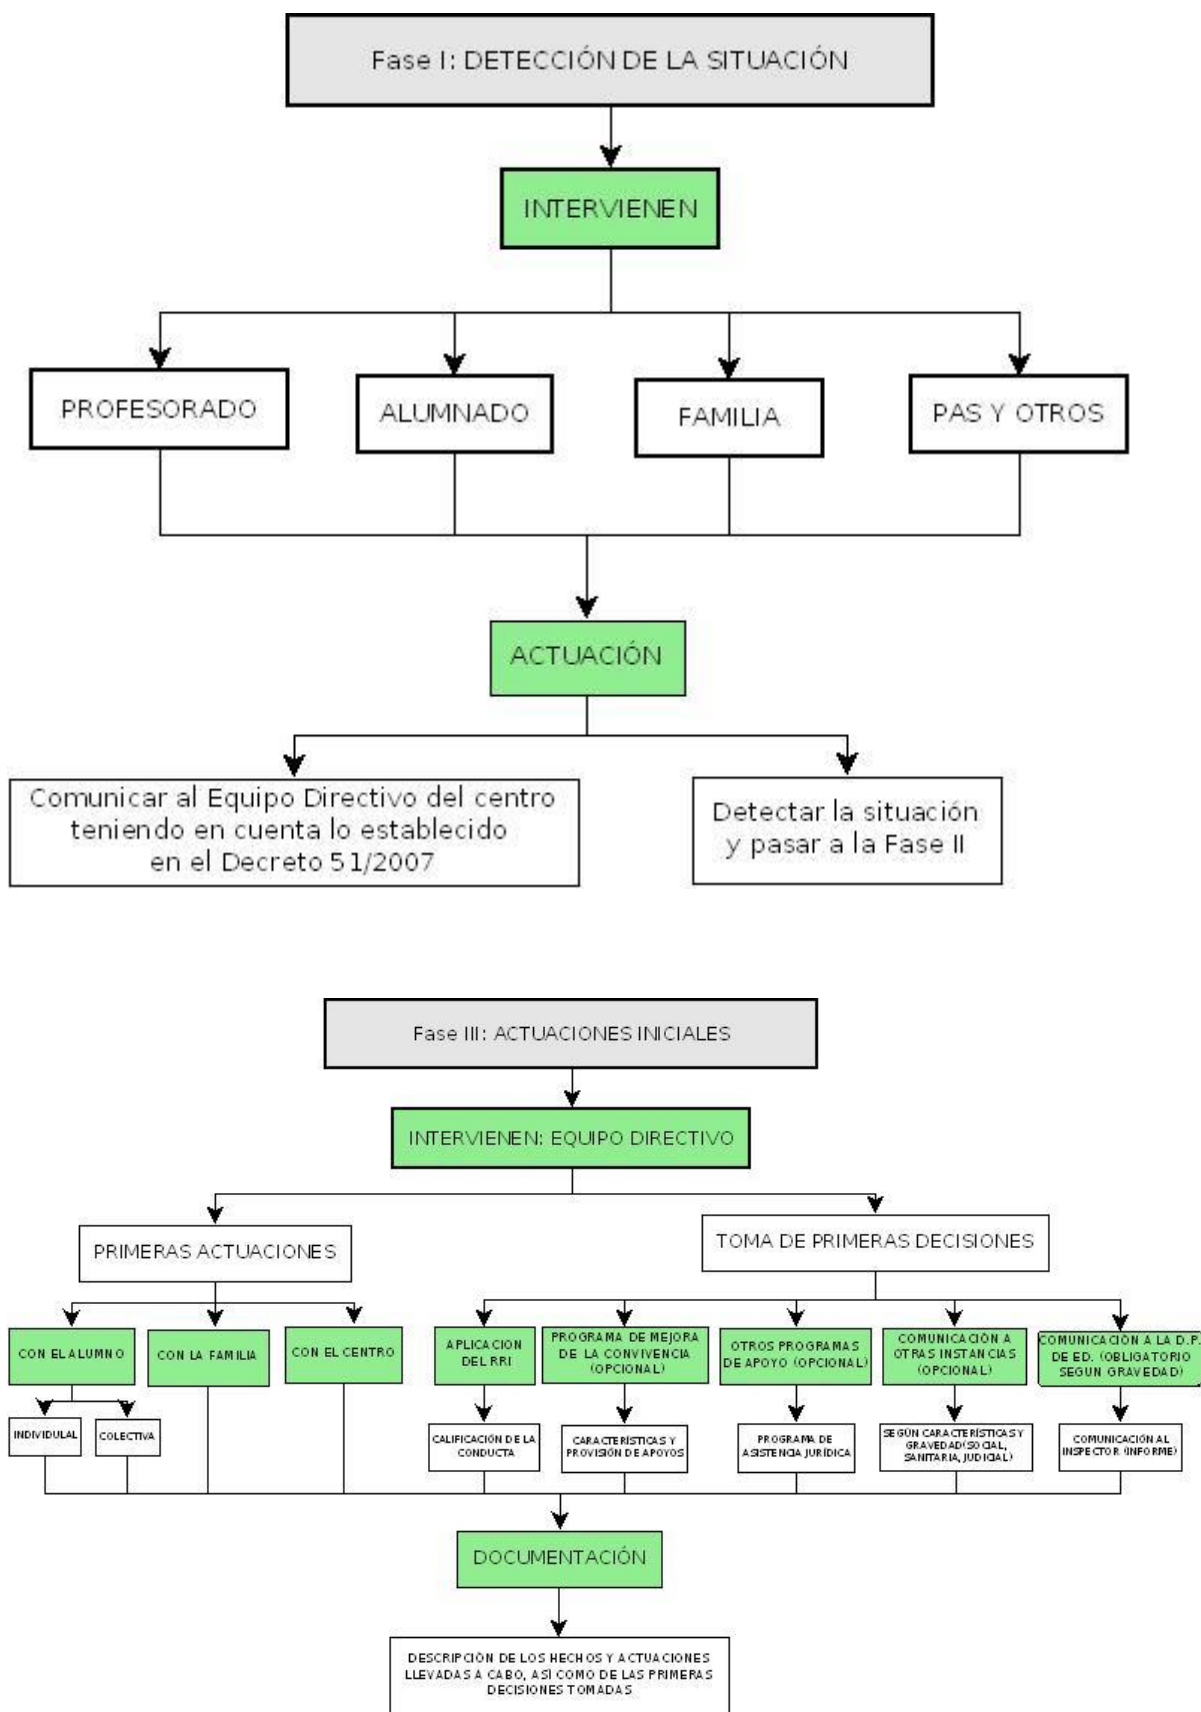 Fase I: DETECCIÓN DE LA SITUACIÓN
INTERVIENEN
PROFESORADO
ALUMNADO
FAMILIA
PAS Y OTROS
ACTUACIÓN
Comunicar al Equipo Directivo del centro
teniendo en cuenta lo establecido
en el Decreto 51/2007
Detectar la situación
y pasar a la Fase II
Fase III: ACTUACIONES INICIALES
INTERVIENEN: EQUIPO DIRECTIVO
PRIMERAS ACTUACIONES
TOMA DE PRIMERAS DECISIONES
CON EL ALUMNO
CON LA FAMILIA
CON EL CENTRO
APLICACION
DEL RRI
PROGRAMA DE MEJORA
DE LA CONVIVENCIA
(OPCIONAL)
OTROS PROGRAMAS
DE APOYO (OPCIONAL)
COMUNICACIÓN A
OTRAS INSTANCIAS
(OPCIONAL)
COMUNICACIÓN A LA D.P.
DE ED. (OBLIGATORIO
SEGUN GRAVEDAD)
INDIVIDULAL
COLECTIVA
CALIFICACIÓN DE LA
CONDUCTA
CARACTERÍSTICAS Y
PROVISIÓN DE APOYOS
PROGRAMA DE
ASISTENCIA JURÍDICA
SEGÚN CARACTERÍSTICAS Y
GRAVEDAD(SOCIAL,
SANITARIA, JUDICIAL)
COMUNICACIÓN AL
INSPECTOR (INFORME)
DOCUMENTACIÓN
DESCRIPCIÓN DE LOS HECHOS Y ACTUACIONES
LLEVADAS A CABO, ASÍ COMO DE LAS PRIMERAS
DECISIONES TOMADAS